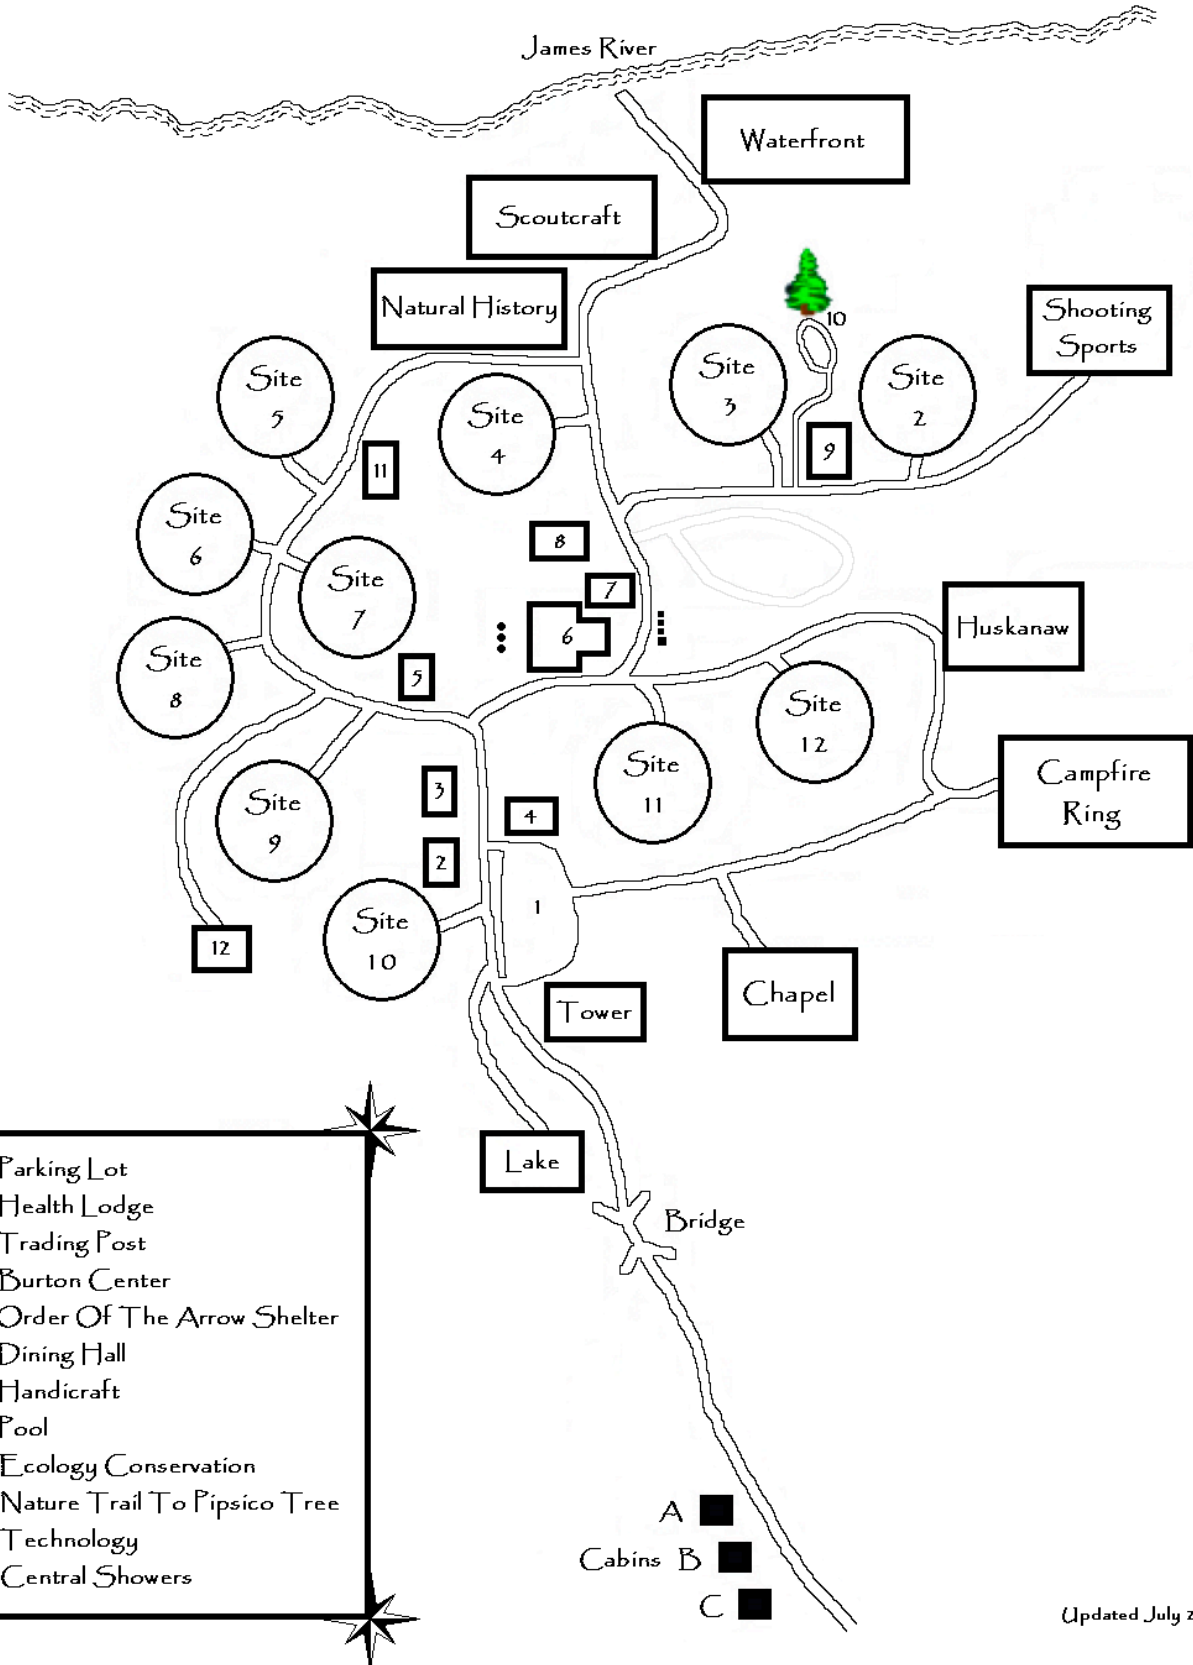 James River
Waterfront
Scoutcraft
Natural History
10
Shooting
Sports
Site
3
Site
2
Site
5
Site
4
9
11
Site
6
8
Site
7
7
6
Huskanaw
Site
8
5
Site
12
Site
11
3
4
Campfire
Ring
Site
9
2
1
Site
10
12
Chapel
Tower
Lake
Bridge
Parking Lot
Health Lodge
Trading Post
Burton Center
Order Of The Arrow Shelter
Dining Hall
Handicraft
Pool
Ecology Conservation
Nature Trail To Pipsico Tree
Technology
Central Showers
A
Cabins B
C
Updated July 2